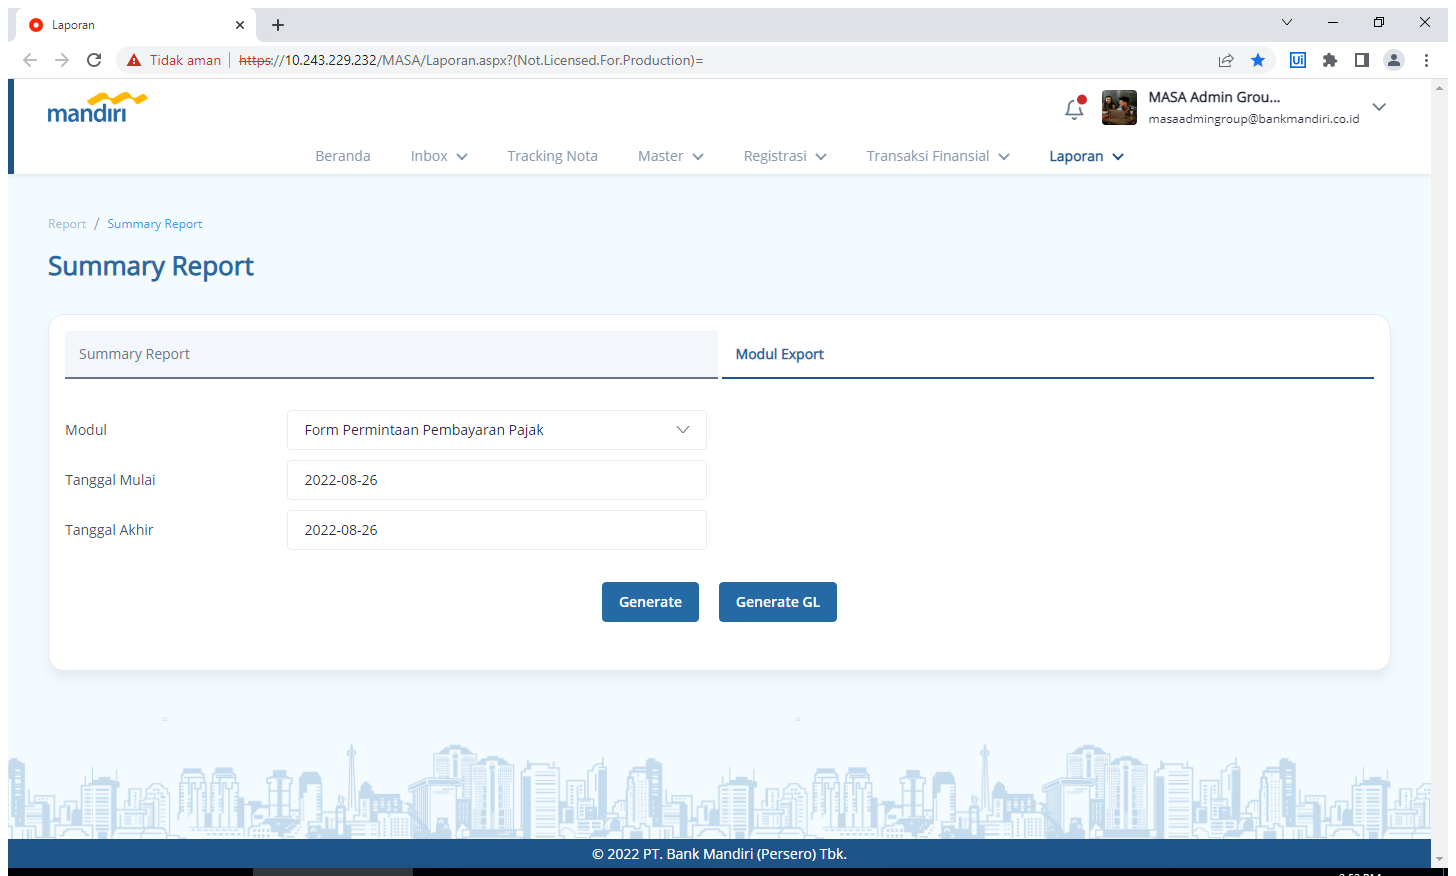 Laporan
Tidak aman
https://10.243.229.232/MASA/Laporan.aspx?(Not.Licensed.For.Production)=
Ui
mandiri
MASA Admin Grou...
masaadmingroup@bankmandiri.co.id
Beranda Inbox Tracking Nota Master Registrasi Transaksi Finansial Laporan
Report / Summary Report
Summary Report
Summary Report Modul Export
Modul Form Permintaan Pembayaran Pajak
Tanggal Mulai 2022-08-26
Tanggal Akhir 2022-08-26
Generate Generate GL
© 2022 PT. Bank Mandiri (Persero) Tbk.